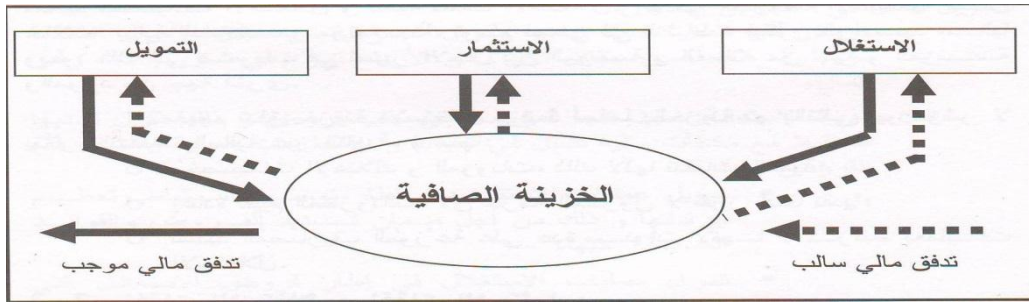 الاستغلال
الاستثمار
التمويل
الخزينة الصافية
تدفق مالي سالب
تدفق مالي موجب